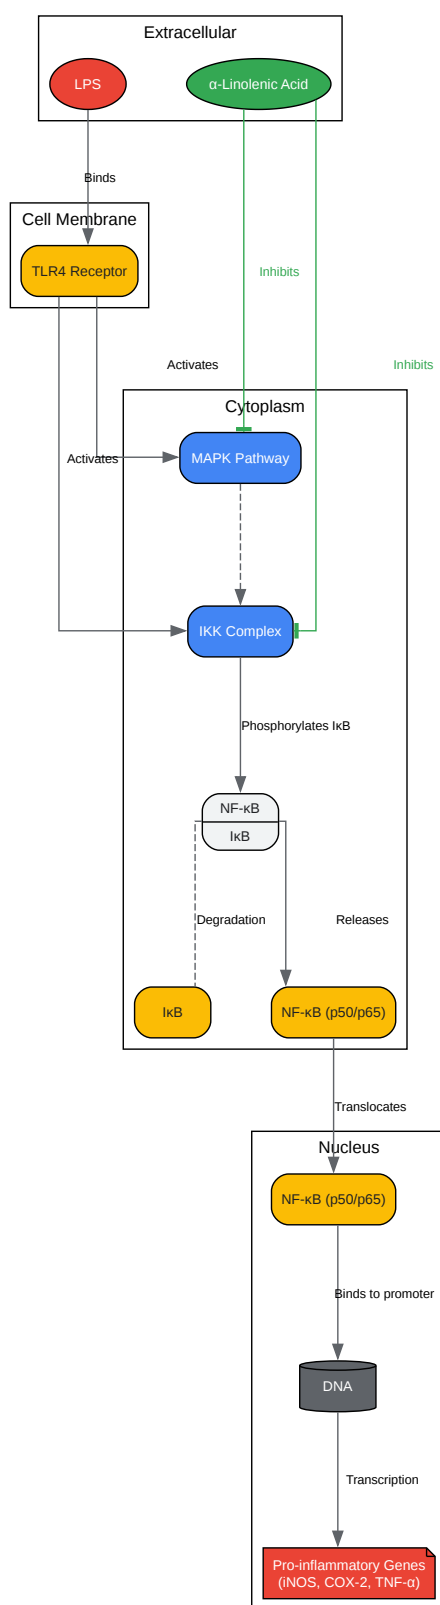 Extracellular
LPS
α-Linolenic Acid
Binds
Cell Membrane
TLR4 Receptor
Inhibits
Activates
Inhibits
Cytoplasm
Activates
MAPK Pathway
IKK Complex
Phosphorylates IκB
NF-κB
IκB
Degradation
Releases
IκB
NF-κB (p50/p65)
Translocates
Nucleus
NF-κB (p50/p65)
Binds to promoter
DNA
Transcription
Pro-inflammatory Genes
(iNOS, COX-2, TNF-α)